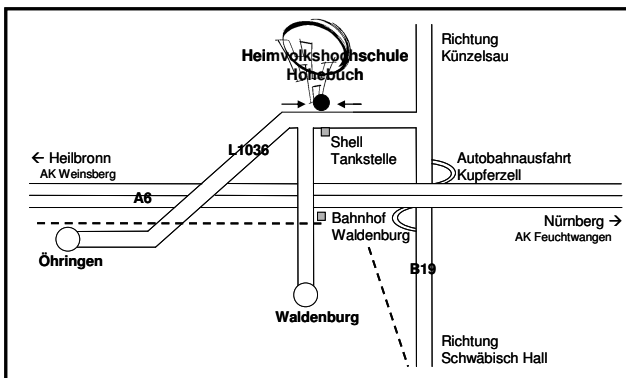 Richtung
Künzelsau
Heimvolkshochschule
Hohebuch
Shell
Tankstelle
L1036
← Heilbronn
AK Weinsberg
Autobahnausfahrt
Kupferzell
A6
Bahnhof
Waldenburg
Nürnberg →
AK Feuchtwangen
Öhringen
B19
Waldenburg
Richtung
Schwäbisch Hall